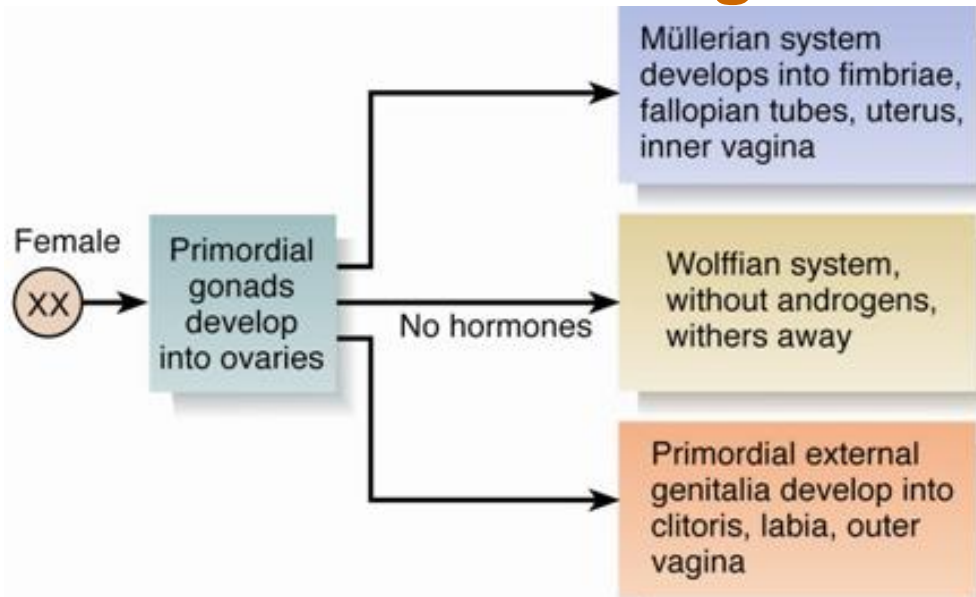 Müllerian system
develops into fimbriae,
fallopian tubes, uterus,
inner vagina
Female
XX
Primordial
gonads
develop
into ovaries
No hormones
Wolffian system,
without androgens,
withers away
Primordial external
genitalia develop into
clitoris, labia, outer
vagina